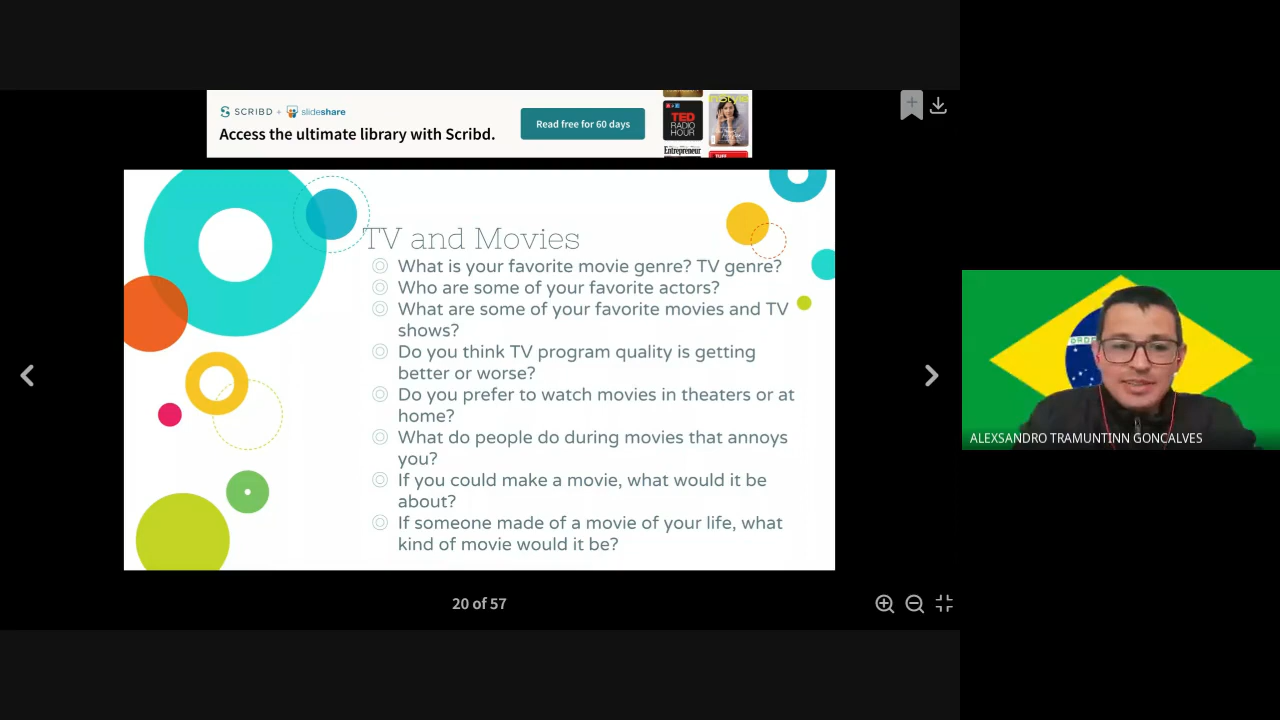 SCRIBD + slideshare
Access the ultimate library with Scribd.
Read free for 60 days
TED
RADIO
HOUR
Entrepreneur
TV and Movies
What is your favorite movie genre? TV genre?
Who are some of your favorite actors?
What are some of your favorite movies and TV
shows?
Do you think TV program quality is getting
better or worse?
Do you prefer to watch movies in theaters or at
home?
What do people do during movies that annoys
you?
If you could make a movie, what would it be
about?
If someone made of a movie of your life, what
kind of movie would it be?
20 of 57
ALEXSANDRO TRAMUNTINN GONCALVES